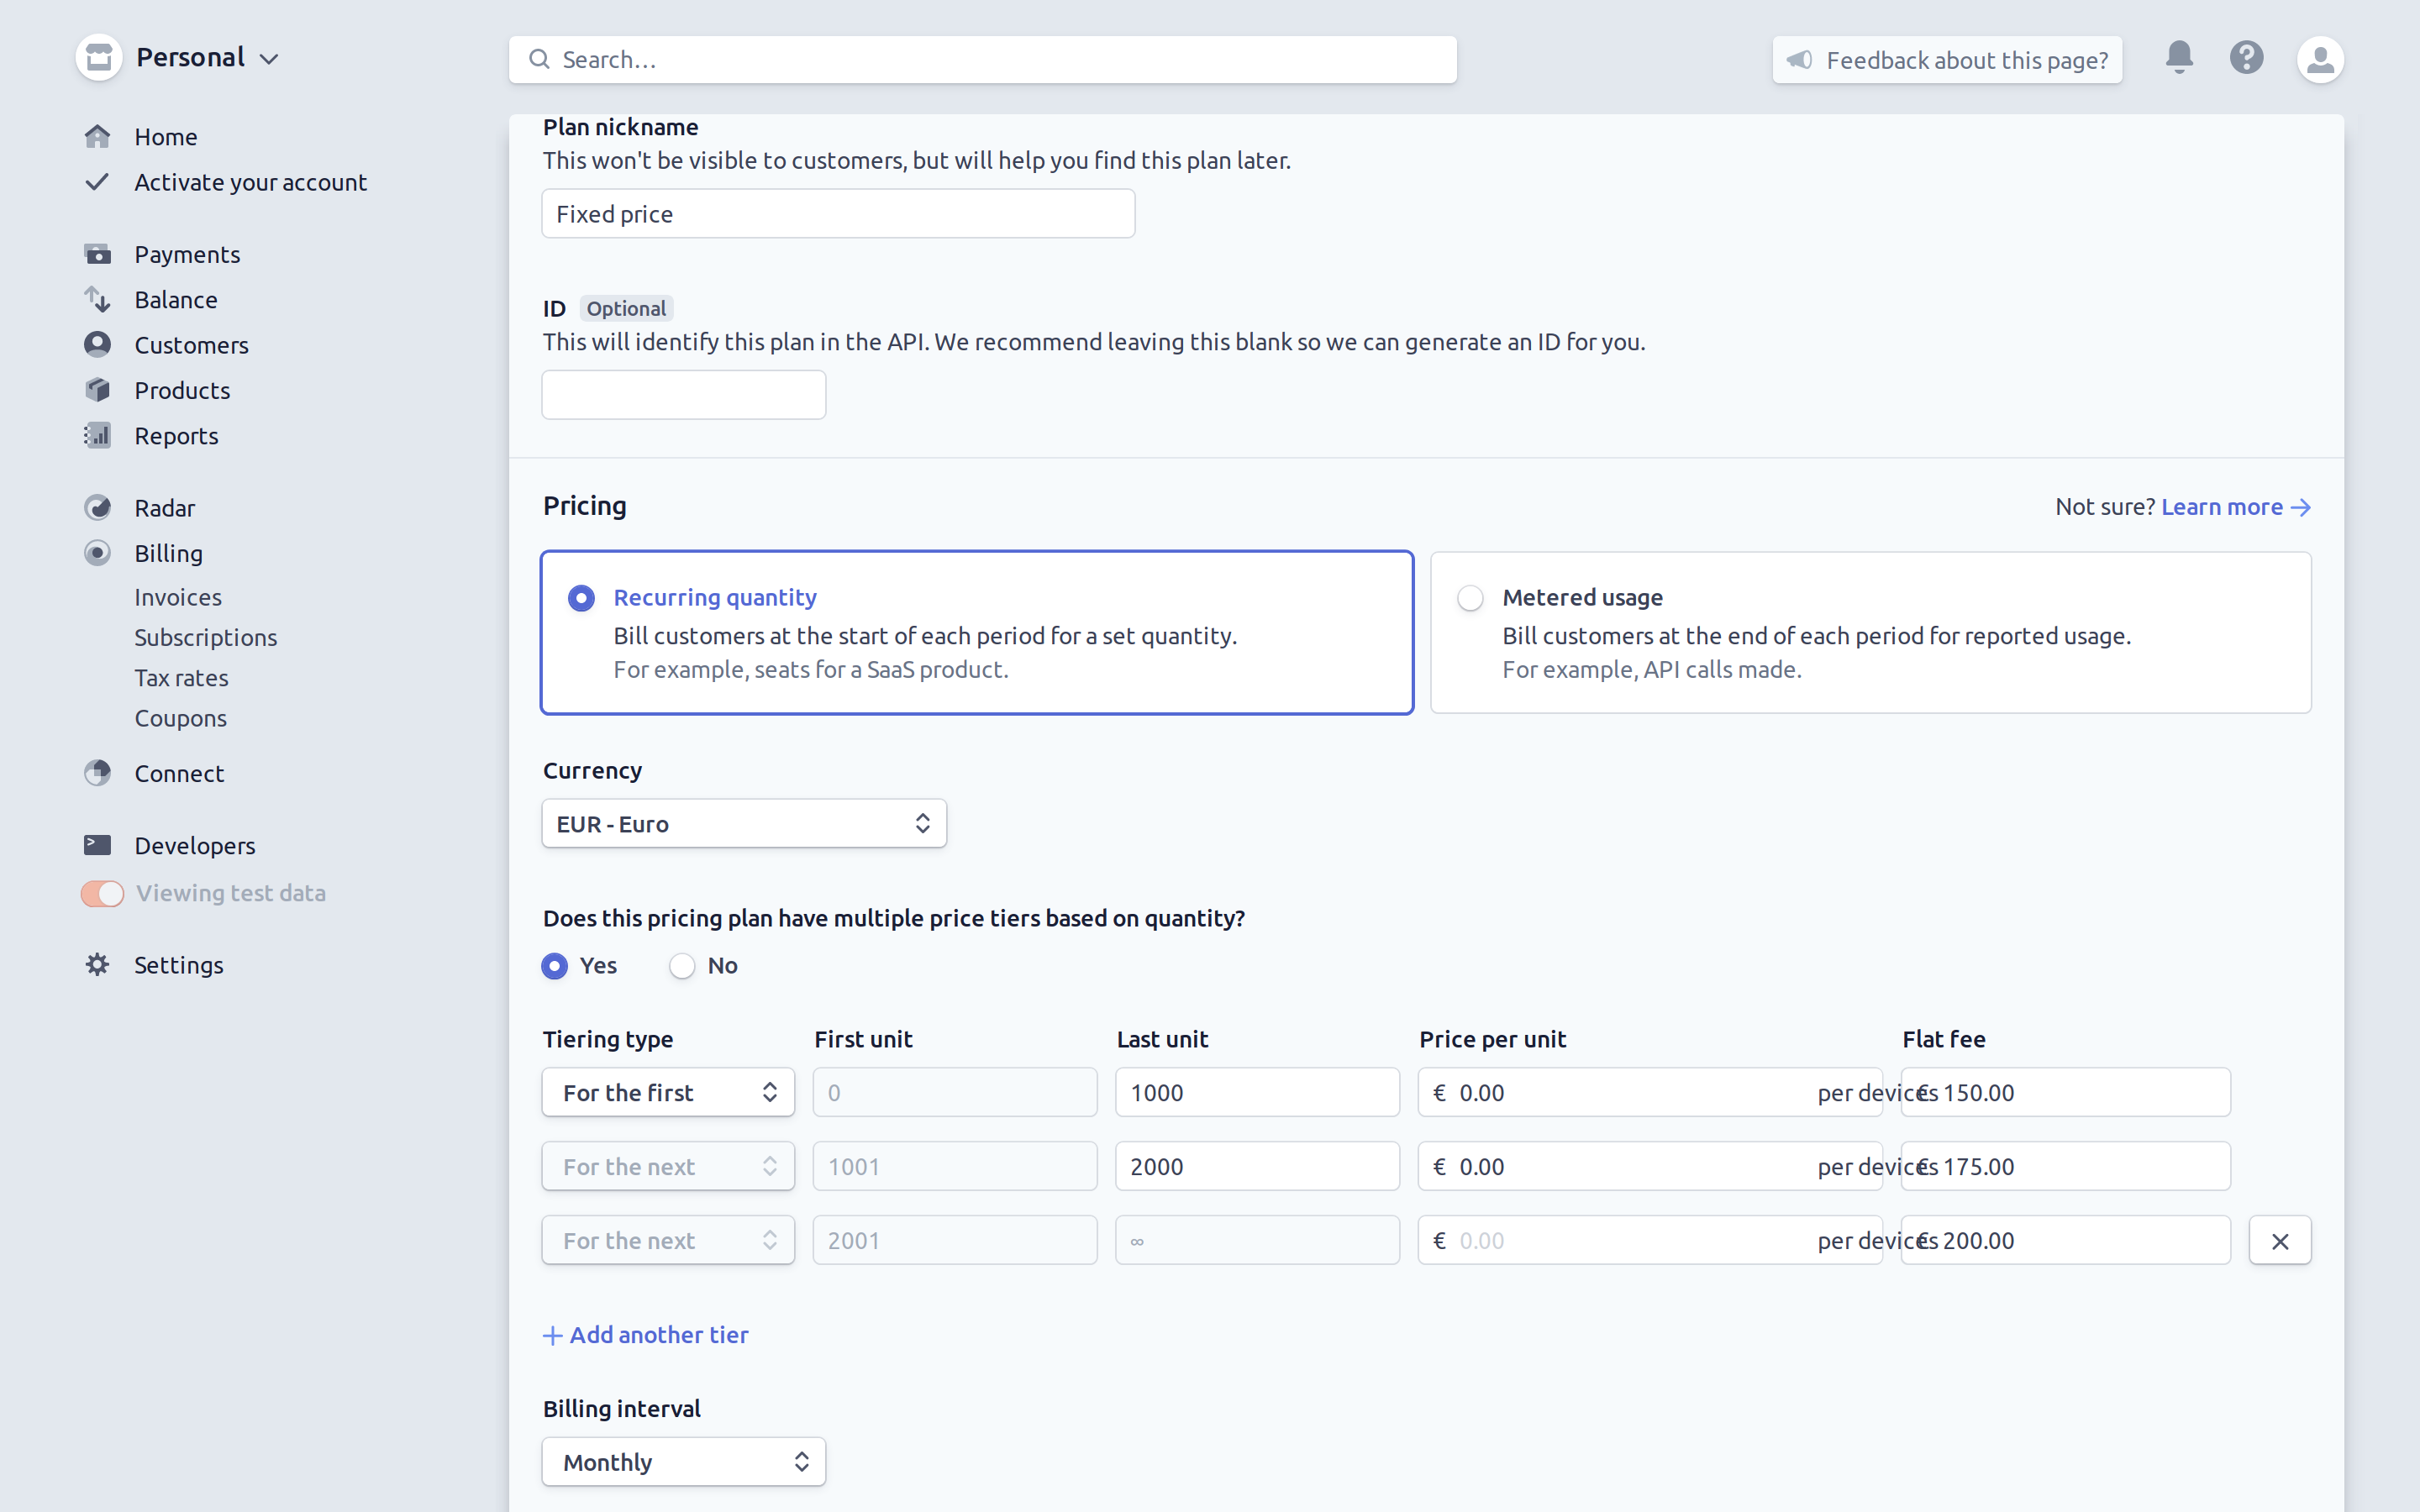 Personal
Search...
Feedback about this page?
Home
Activate your account
Payments
Balance
Customers
Products
Reports
Radar
Billing
Invoices
Subscriptions
Tax rates
Coupons
Connect
Developers
Viewing test data
Settings
Plan nickname
This won't be visible to customers, but will help you find this plan later.
Fixed price
ID Optional
This will identify this plan in the API. We recommend leaving this blank so we can generate an ID for you.
Pricing
Not sure? Learn more →
Recurring quantity
Bill customers at the start of each period for a set quantity.
For example, seats for a SaaS product.
Metered usage
Bill customers at the end of each period for reported usage.
For example, API calls made.
Currency
EUR - Euro
Does this pricing plan have multiple price tiers based on quantity?
Yes No
Tiering type First unit Last unit Price per unit Flat fee
For the first 0 1000 € 0.00 per devices € 150.00
For the next 1001 2000 € 0.00 per devices € 175.00
For the next 2001 ∞ € 0.00 per devices € 200.00
+ Add another tier
Billing interval
Monthly